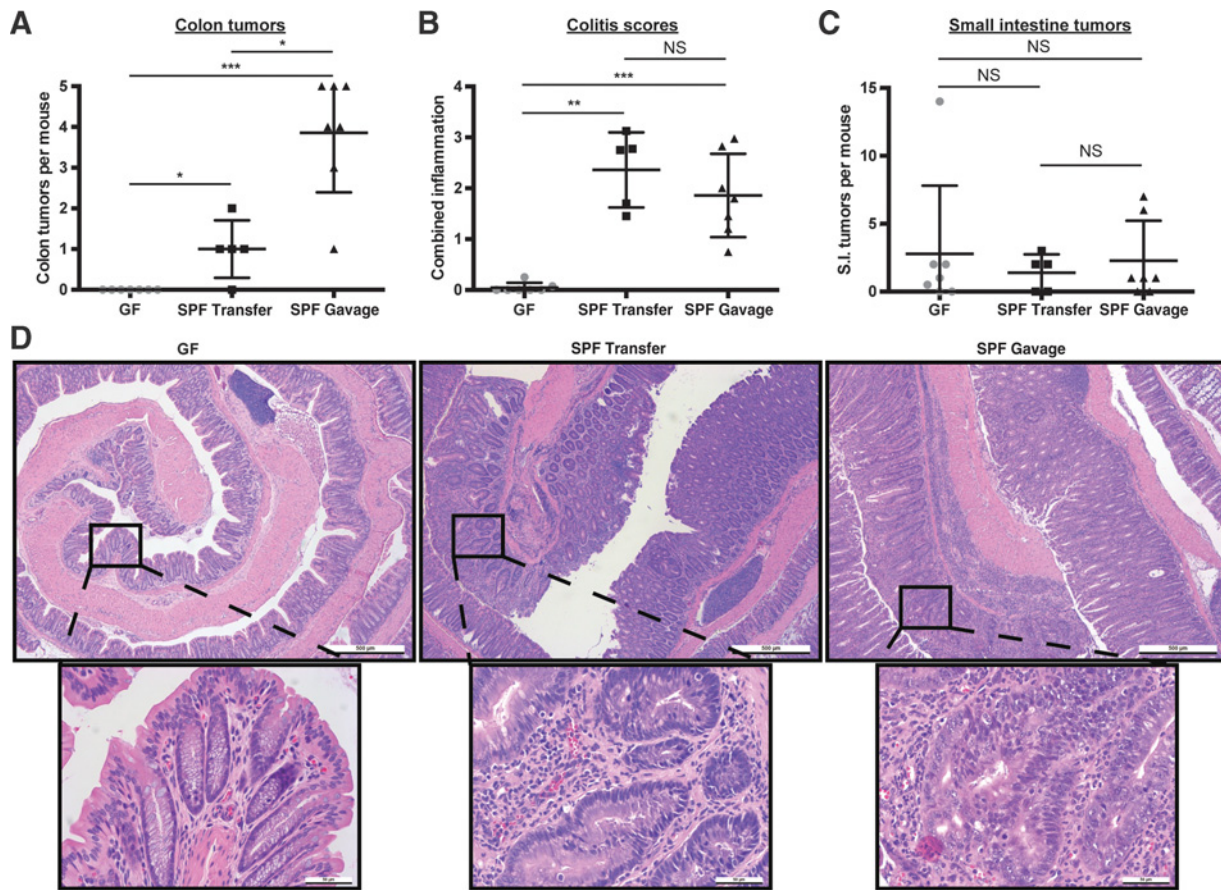 A
Colon tumors
*
***
*
Colon tumors per mouse
5
4
3
2
1
0
GF
SPF Transfer
SPF Gavage
B
Colitis scores
NS
***
**
Combined inflammation
4
3
2
1
0
GF
SPF Transfer
SPF Gavage
C
Small intestine tumors
NS
NS
NS
S.I. tumors per mouse
15
10
5
0
GF
SPF Transfer
SPF Gavage
D
GF
SPF Transfer
SPF Gavage
500 µm
500 µm
500 µm